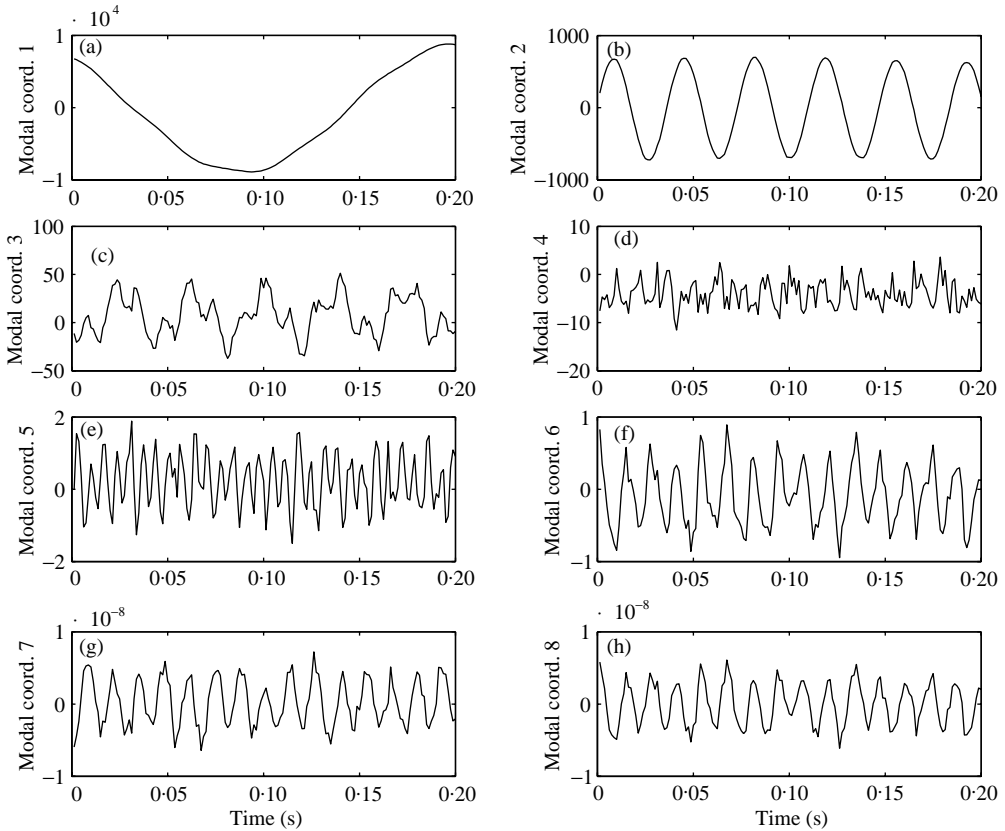 · 10⁴
1
(a)
0
−1
Modal coord. 1
0 0·05 0·10 0·15 0·20
1000
(b)
0
−1000
Modal coord. 2
0 0·05 0·10 0·15 0·20
100
(c)
50
0
−50
Modal coord. 3
0 0·05 0·10 0·15 0·20
10
(d)
0
−10
−20
Modal coord. 4
0 0·05 0·10 0·15 0·20
2
(e)
0
−2
Modal coord. 5
0 0·05 0·10 0·15 0·20
1
(f)
0
−1
Modal coord. 6
0 0·05 0·10 0·15 0·20
· 10⁻⁸
1
(g)
0
−1
Modal coord. 7
0 0·05 0·10 0·15 0·20
Time (s)
· 10⁻⁸
1
(h)
0
−1
Modal coord. 8
0 0·05 0·10 0·15 0·20
Time (s)